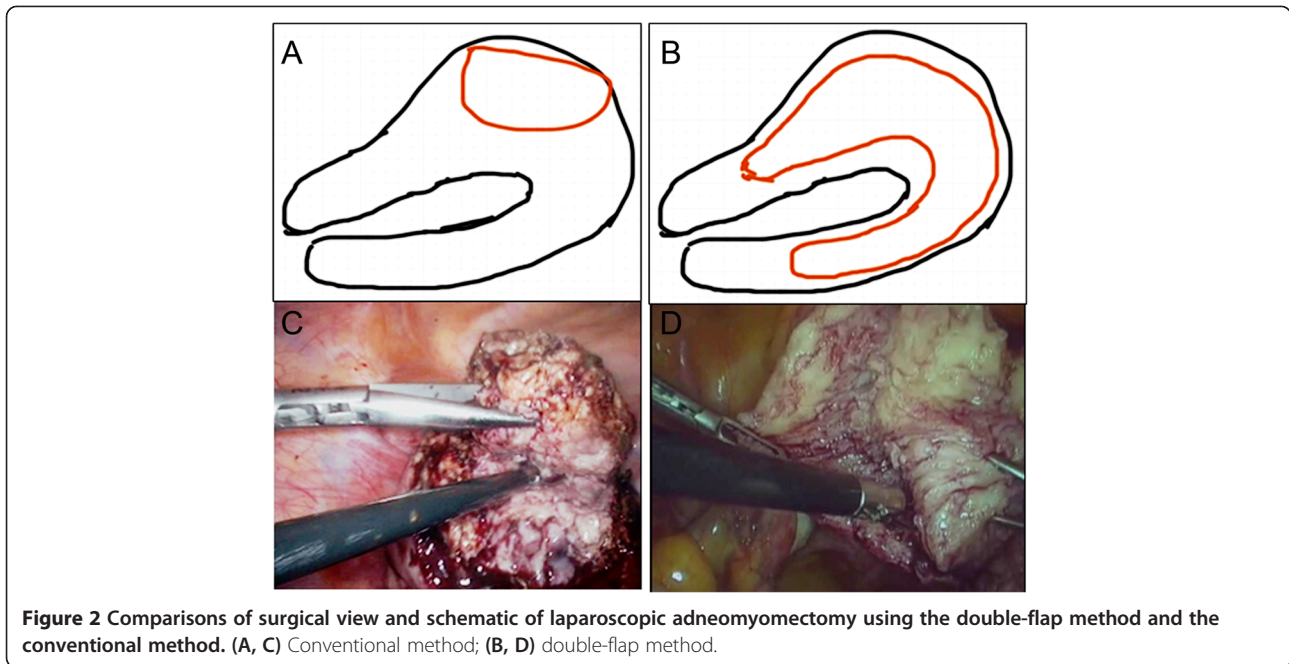 A
B
C
D
Figure 2 Comparisons of surgical view and schematic of laparoscopic adneomyomectomy using the double-flap method and the
conventional method. (A, C) Conventional method; (B, D) double-flap method.